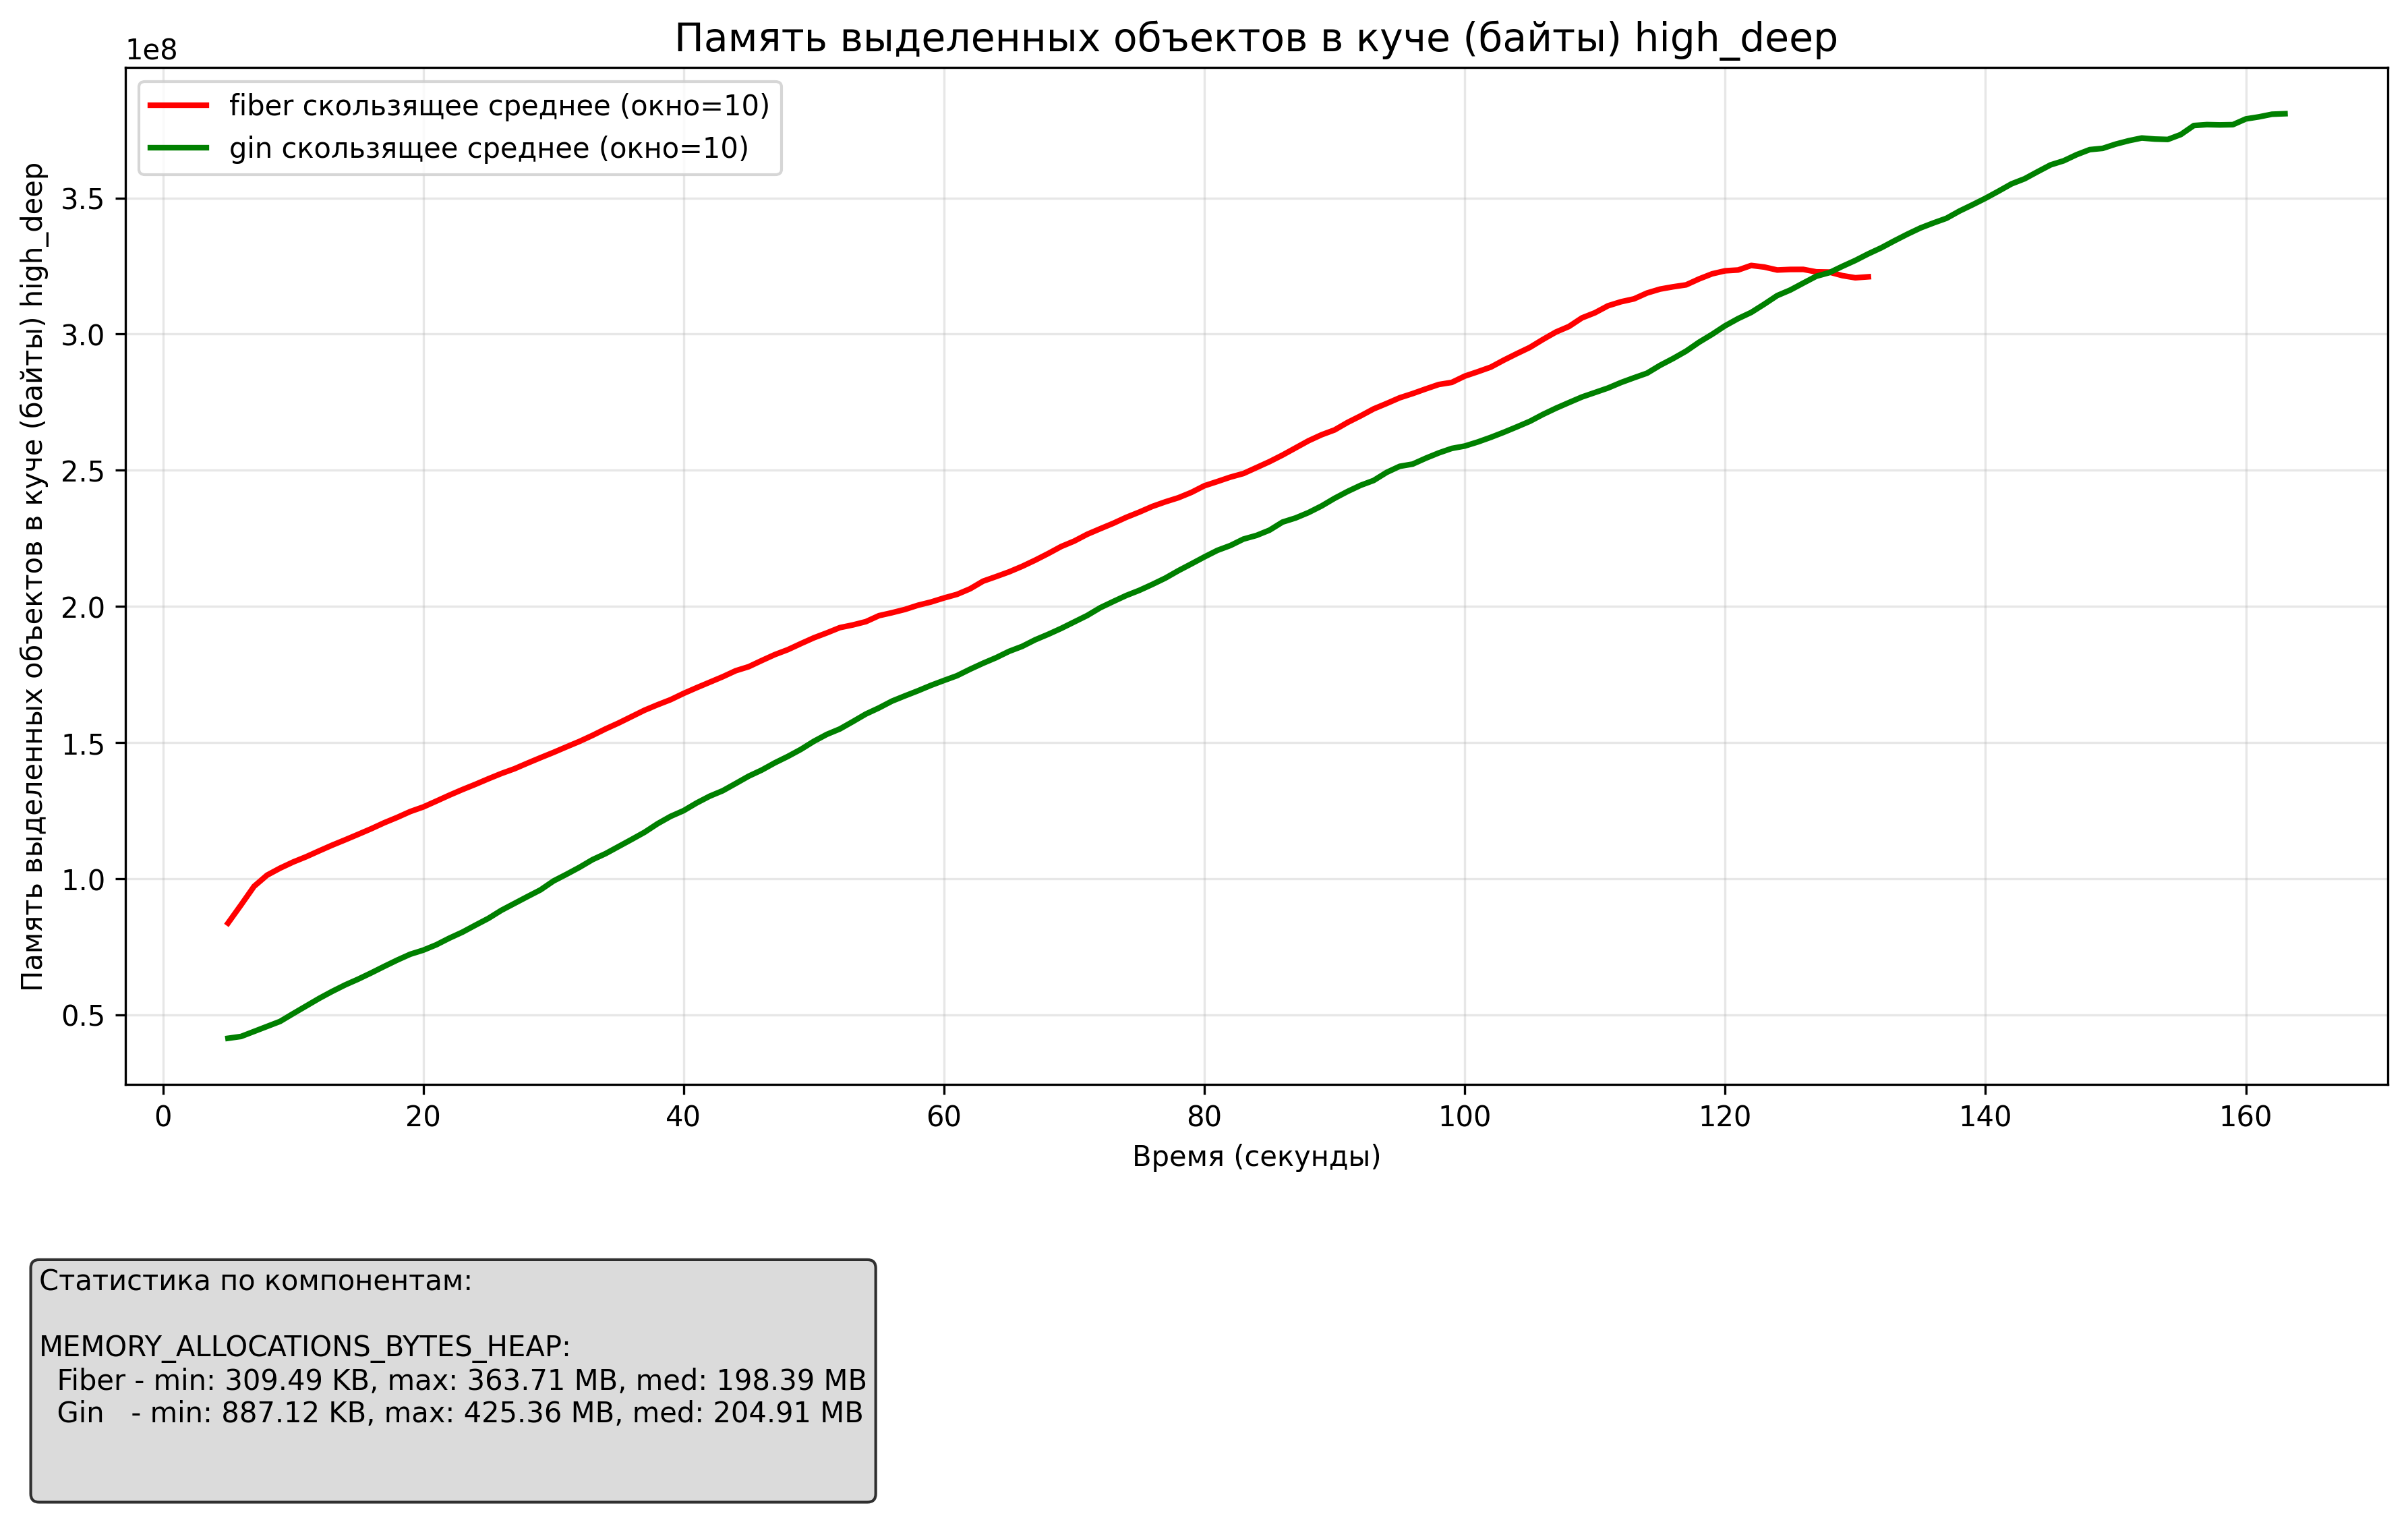 Память выделенных объектов в куче (байты) high_deep
1e8
fiber скользящее среднее (окно=10)
gin скользящее среднее (окно=10)
Память выделенных объектов в куче (байты) high_deep
3.5
3.0
2.5
2.0
1.5
1.0
0.5
0 20 40 60 80 100 120 140 160
Время (секунды)
Статистика по компонентам:
MEMORY_ALLOCATIONS_BYTES_HEAP:
Fiber - min: 309.49 KB, max: 363.71 MB, med: 198.39 MB
Gin - min: 887.12 KB, max: 425.36 MB, med: 204.91 MB